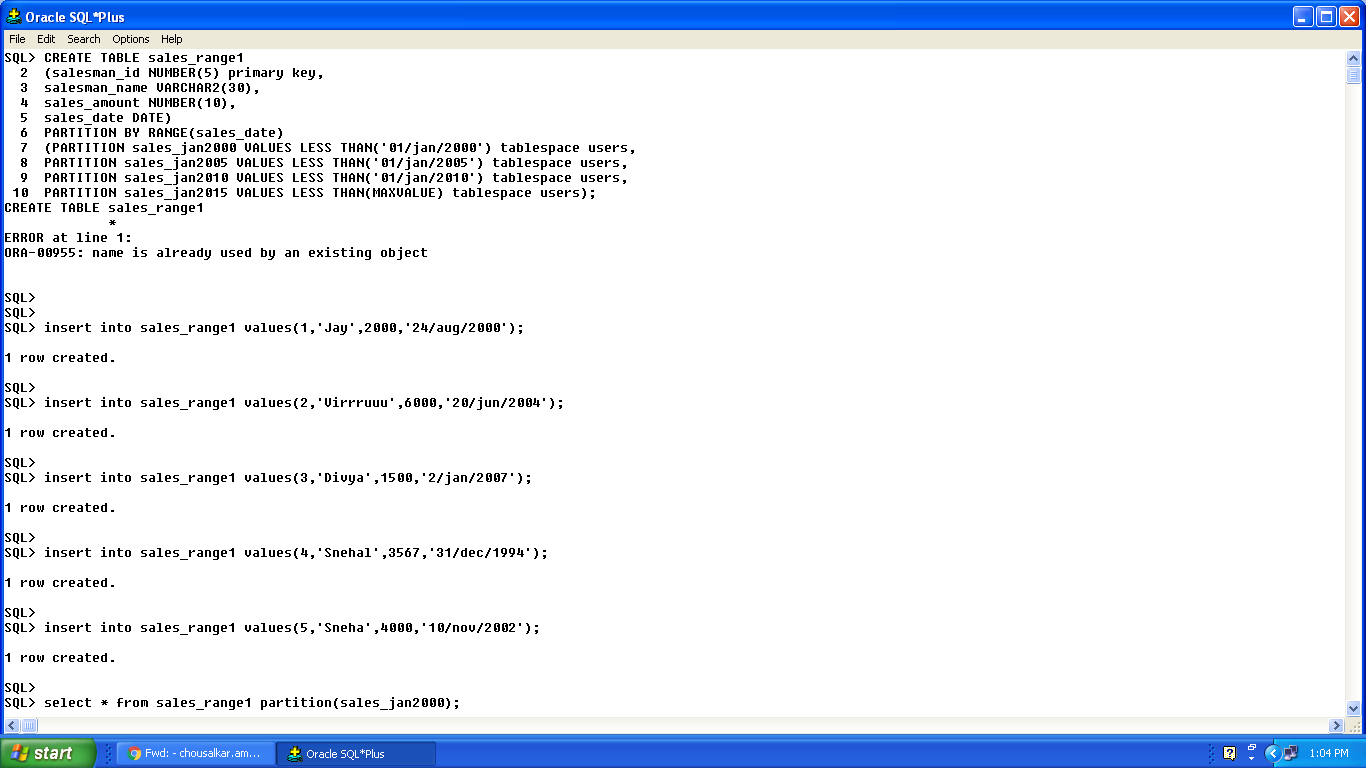 Oracle SQL*Plus
File Edit Search Options Help
SQL> CREATE TABLE sales_range1
2 (salesman_id NUMBER(5) primary key,
3 salesman_name VARCHAR2(30),
4 sales_amount NUMBER(10),
5 sales_date DATE)
6 PARTITION BY RANGE(sales_date)
7 (PARTITION sales_jan2000 VALUES LESS THAN('01/jan/2000') tablespace users,
8 PARTITION sales_jan2005 VALUES LESS THAN('01/jan/2005') tablespace users,
9 PARTITION sales_jan2010 VALUES LESS THAN('01/jan/2010') tablespace users,
10 PARTITION sales_jan2015 VALUES LESS THAN(MAXVALUE) tablespace users);
CREATE TABLE sales_range1
*
ERROR at line 1:
ORA-00955: name is already used by an existing object
SQL>
SQL>
SQL> insert into sales_range1 values(1,'Jay',2000,'24/aug/2000');
1 row created.
SQL>
SQL> insert into sales_range1 values(2,'Virrruuu',6000,'20/jun/2004');
1 row created.
SQL>
SQL> insert into sales_range1 values(3,'Divya',1500,'2/jan/2007');
1 row created.
SQL>
SQL> insert into sales_range1 values(4,'Snehal',3567,'31/dec/1994');
1 row created.
SQL>
SQL> insert into sales_range1 values(5,'Sneha',4000,'10/nov/2002');
1 row created.
SQL>
SQL> select * from sales_range1 partition(sales_jan2000);
start Fwd: - chousalkar.am... Oracle SQL*Plus 1:04 PM